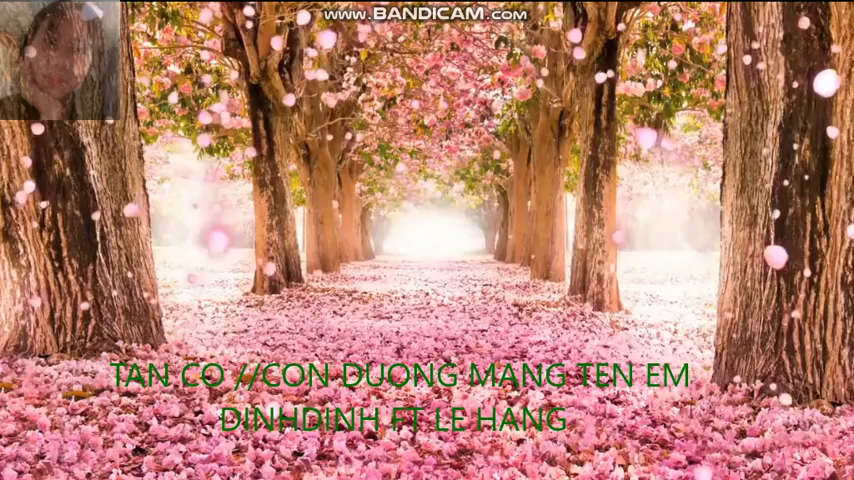 WWW.BANDICAM.COM
TAN CO //CON DUONG MANG TEN EM
DINHDINH FT LE HANG